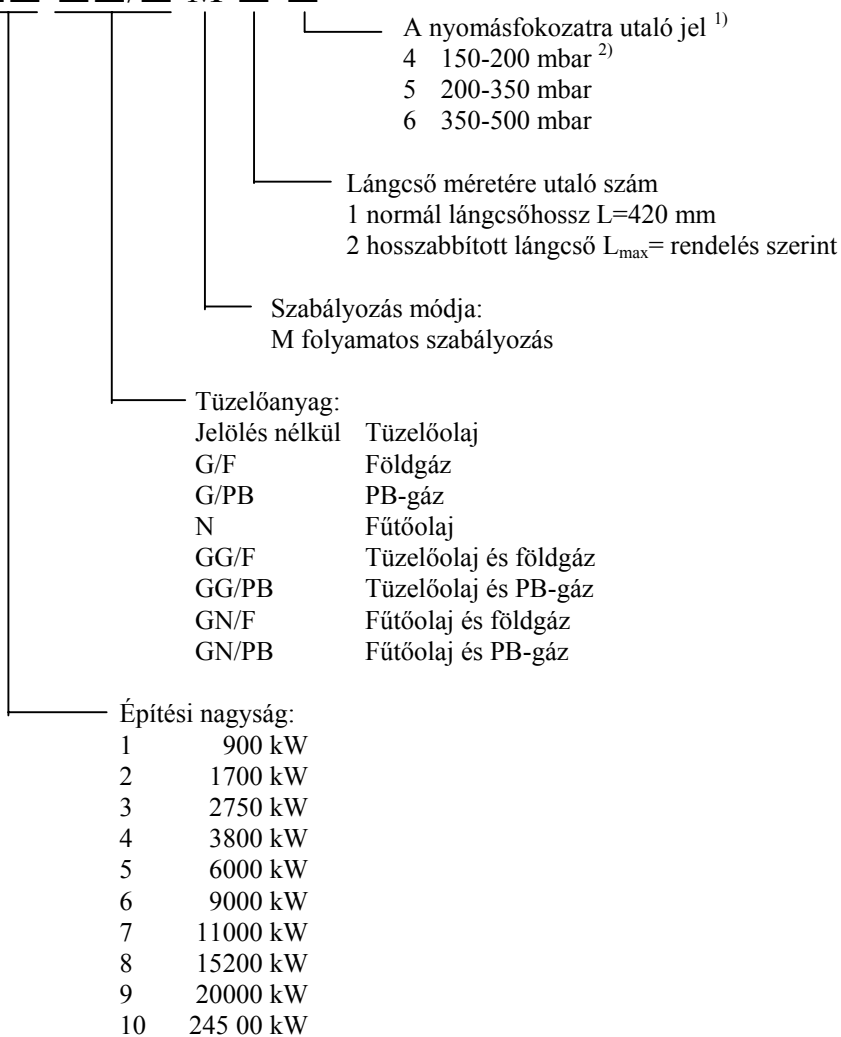 M
A nyomásfokozatra utaló jel 1)
4 150-200 mbar 2)
5 200-350 mbar
6 350-500 mbar
Lángcső méretére utaló szám
1 normál lángcsőhossz L=420 mm
2 hosszabbított lángcső Lmax= rendelés szerint
Szabályozás módja:
M folyamatos szabályozás
Tüzelőanyag:
Jelölés nélkül Tüzelőolaj
G/F Földgáz
G/PB PB-gáz
N Fűtőolaj
GG/F Tüzelőolaj és földgáz
GG/PB Tüzelőolaj és PB-gáz
GN/F Fűtőolaj és földgáz
GN/PB Fűtőolaj és PB-gáz
Építési nagyság:
1 900 kW
2 1700 kW
3 2750 kW
4 3800 kW
5 6000 kW
6 9000 kW
7 11000 kW
8 15200 kW
9 20000 kW
10 245 00 kW